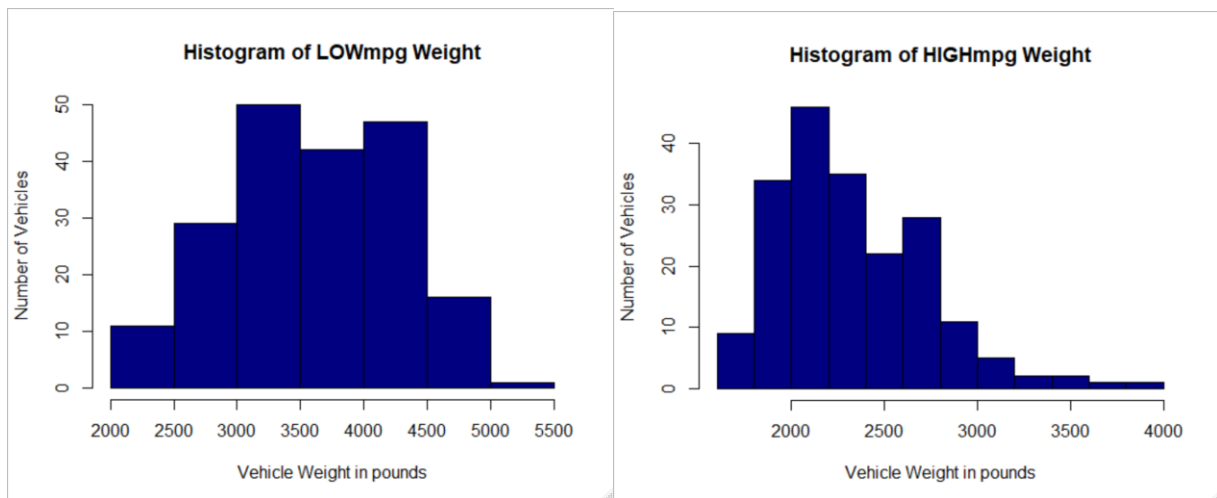 Histogram of LOWmpg Weight
Number of Vehicles
50
40
30
20
10
0
2000 2500 3000 3500 4000 4500 5000 5500
Vehicle Weight in pounds
Histogram of HIGHmpg Weight
Number of Vehicles
40
30
20
10
0
2000 2500 3000 3500 4000
Vehicle Weight in pounds